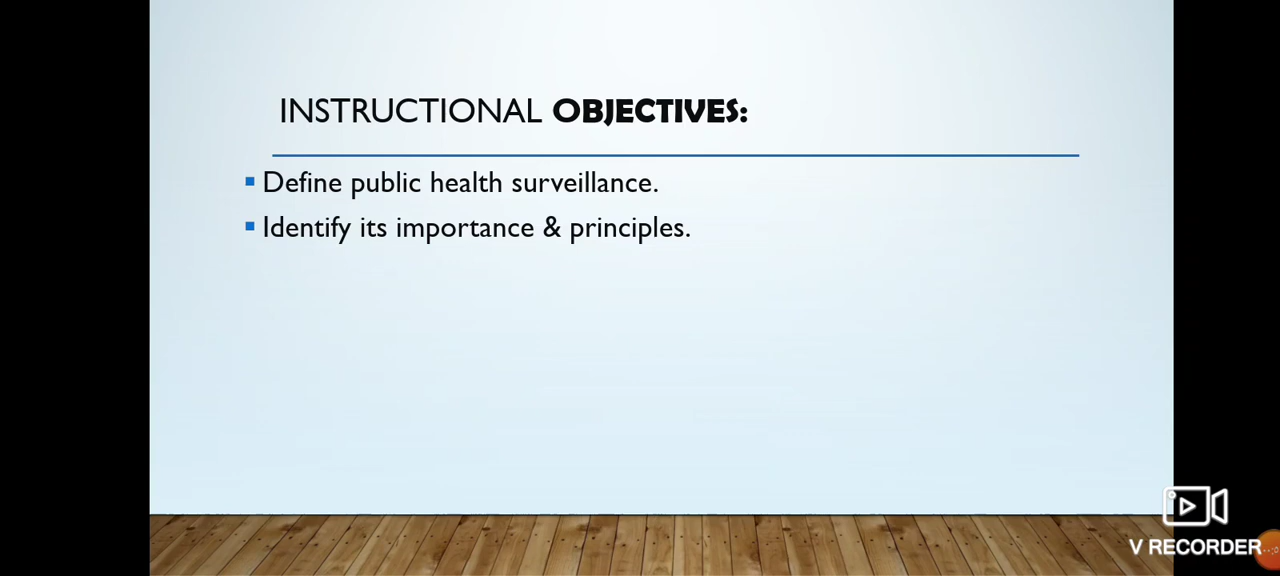 INSTRUCTIONAL OBJECTIVES:
▪ Define public health surveillance.
▪ Identify its importance & principles.
V RECORDER